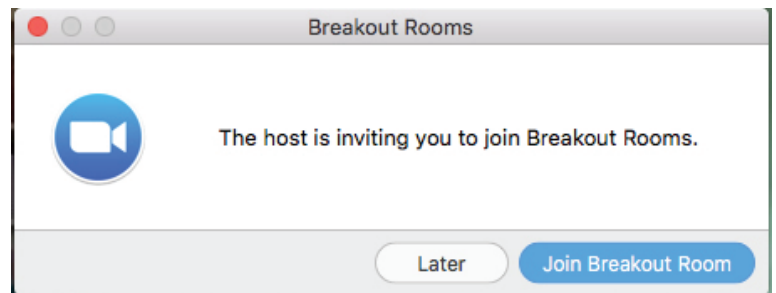 Breakout Rooms
The host is inviting you to join Breakout Rooms.
Later
Join Breakout Room